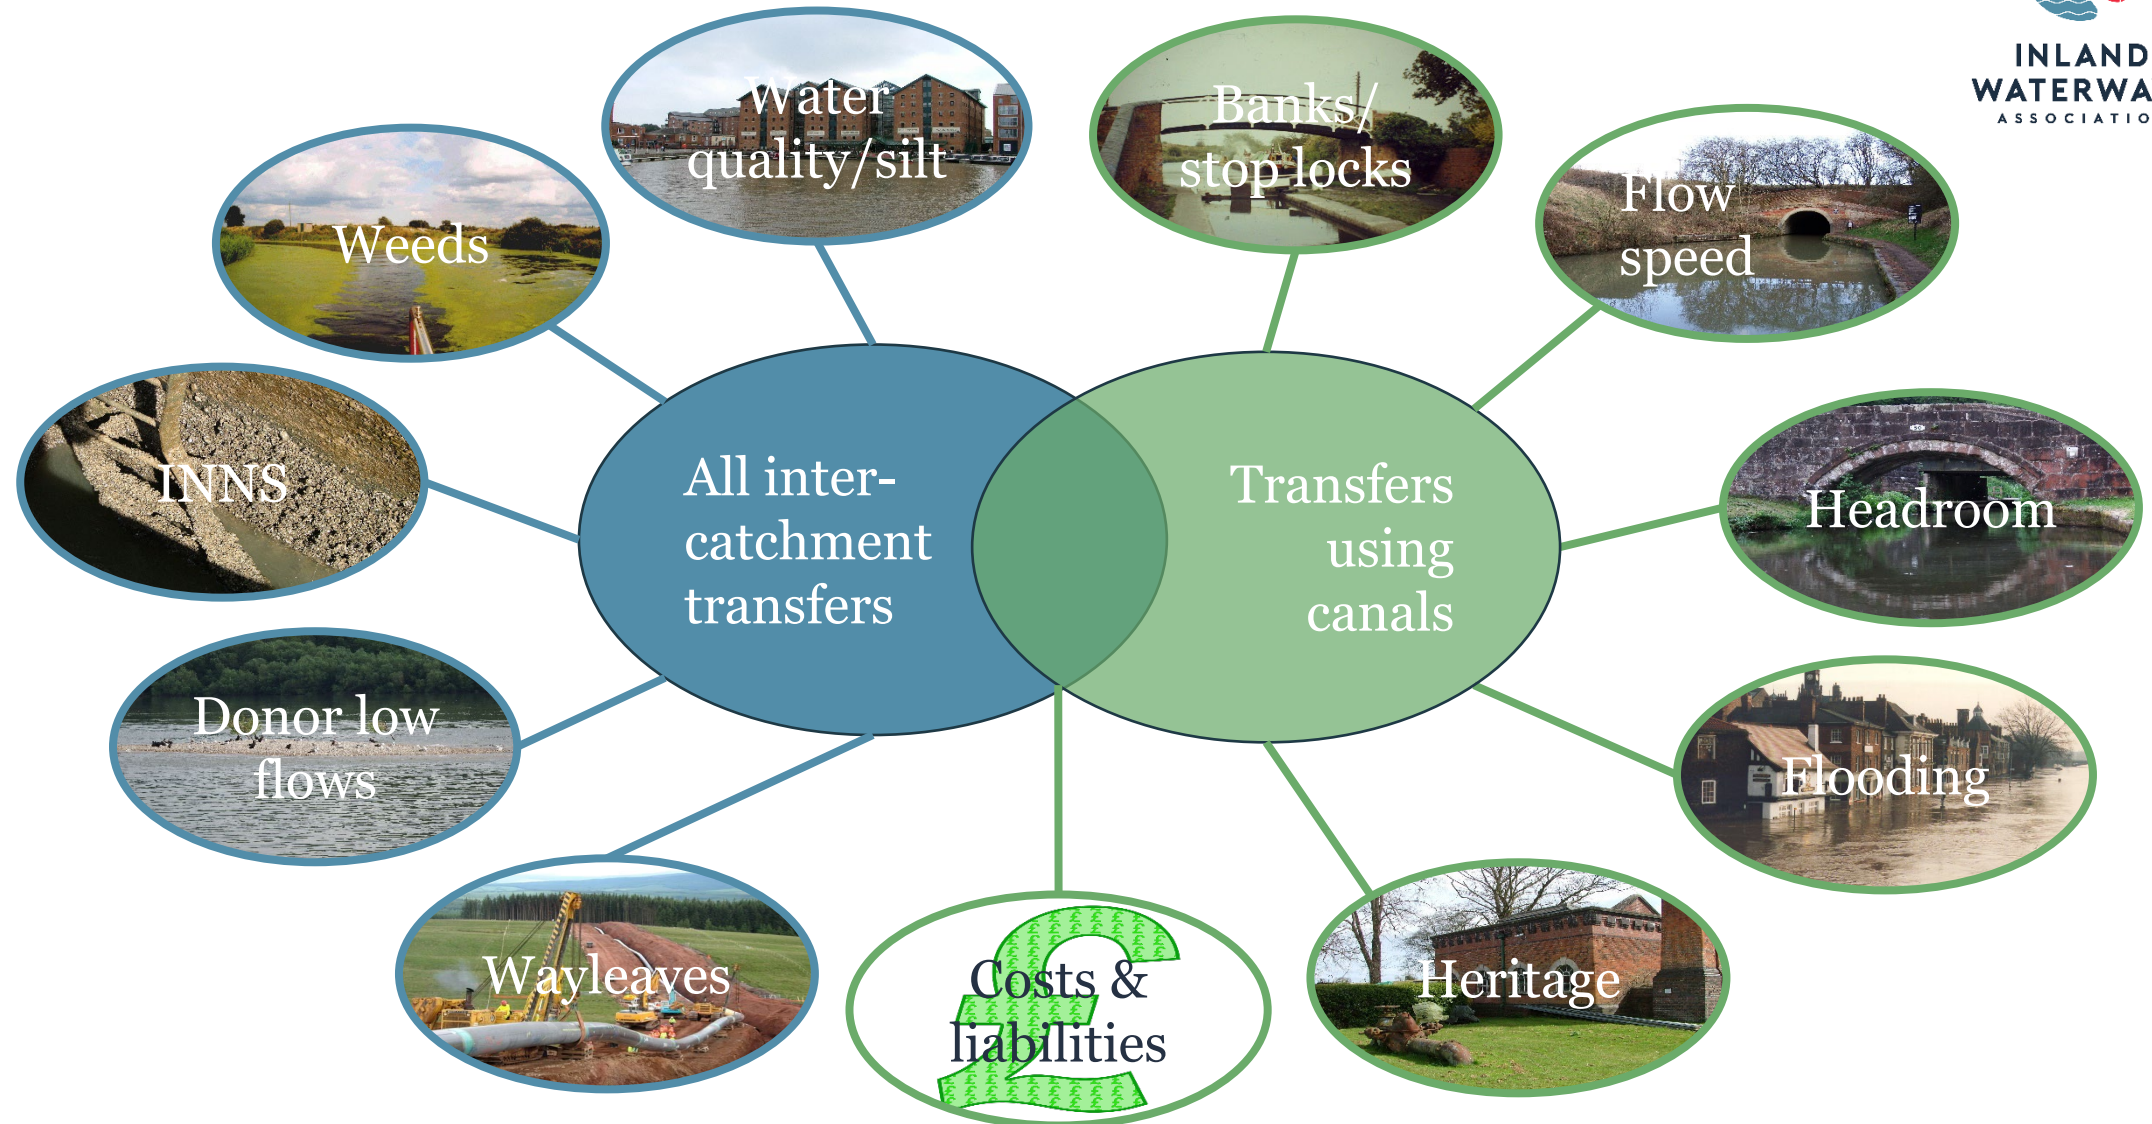 INLAND
WATERWA
ASSOCIATIO
Water
quality/silt
Banks/
stop locks
Flow
speed
Weeds
INNS
Headroom
All inter-
catchment
transfers
Transfers
using
canals
Donor low
flows
Flooding
Wayleaves
Costs &
liabilities
Heritage